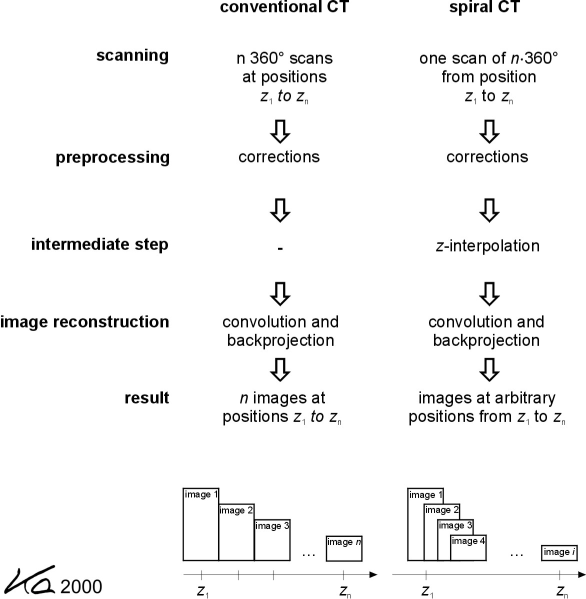 conventional CT
spiral CT
scanning
n 360° scans
at positions
z1 to zn
one scan of n·360°
from position
z1 to zn
preprocessing
corrections
corrections
intermediate step
-
z-interpolation
image reconstruction
convolution and
backprojection
convolution and
backprojection
result
n images at
positions z1 to zn
images at arbitrary
positions from z1 to zn
image 1
image 2
image 3
...
image n
z1
zn
image 1
image 2
image 3
image 4
...
image i
z1
zn
2000